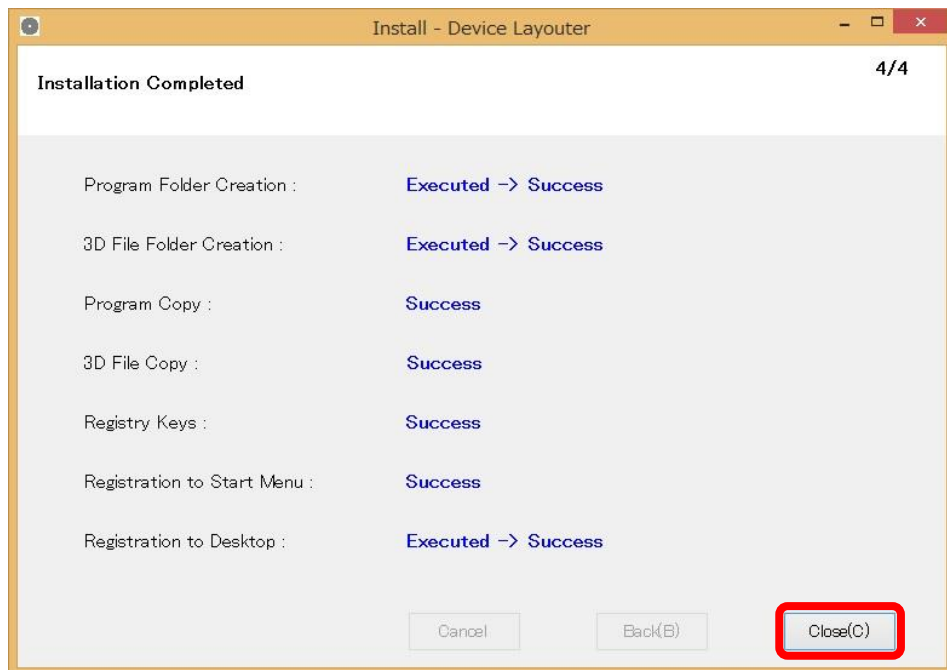 Install - Device Layouter
4/4
Installation Completed
Program Folder Creation : Executed -> Success
3D File Folder Creation : Executed -> Success
Program Copy : Success
3D File Copy : Success
Registry Keys : Success
Registration to Start Menu : Success
Registration to Desktop : Executed -> Success
Cancel Back(B) Close(C)